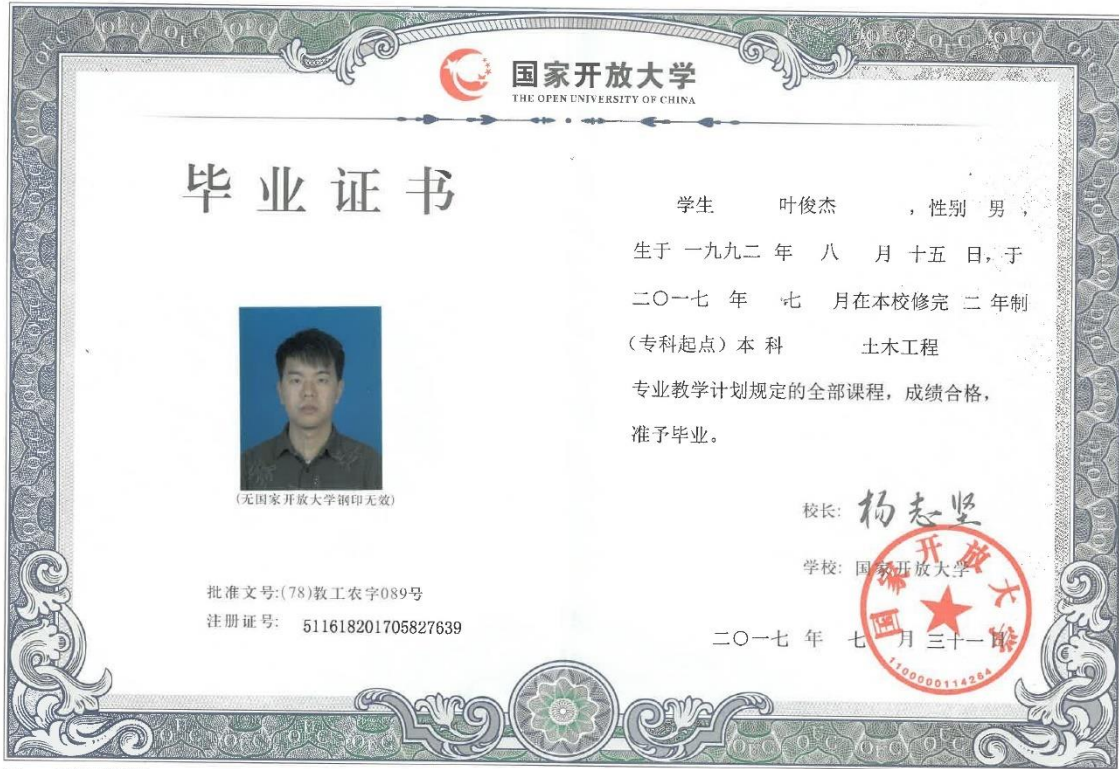 国家开放大学
THE OPEN UNIVERSITY OF CHINA
毕业证书
(无国家开放大学钢印无效)
批准文号:(78)教工农字089号
注册证号: 511618201705827639
学生 叶俊杰 ，性别 男，
生于 一九九二 年 八 月 十五 日，于
二〇一七 年 七 月在本校修完 二 年制
（专科起点）本 科 土木工程
专业教学计划规定的全部课程，成绩合格，
准予毕业。
校长: 杨志坚
学校: 国家开放大学
二〇一七 年 七 月 三十一 日
国家开放大学
1100000114264